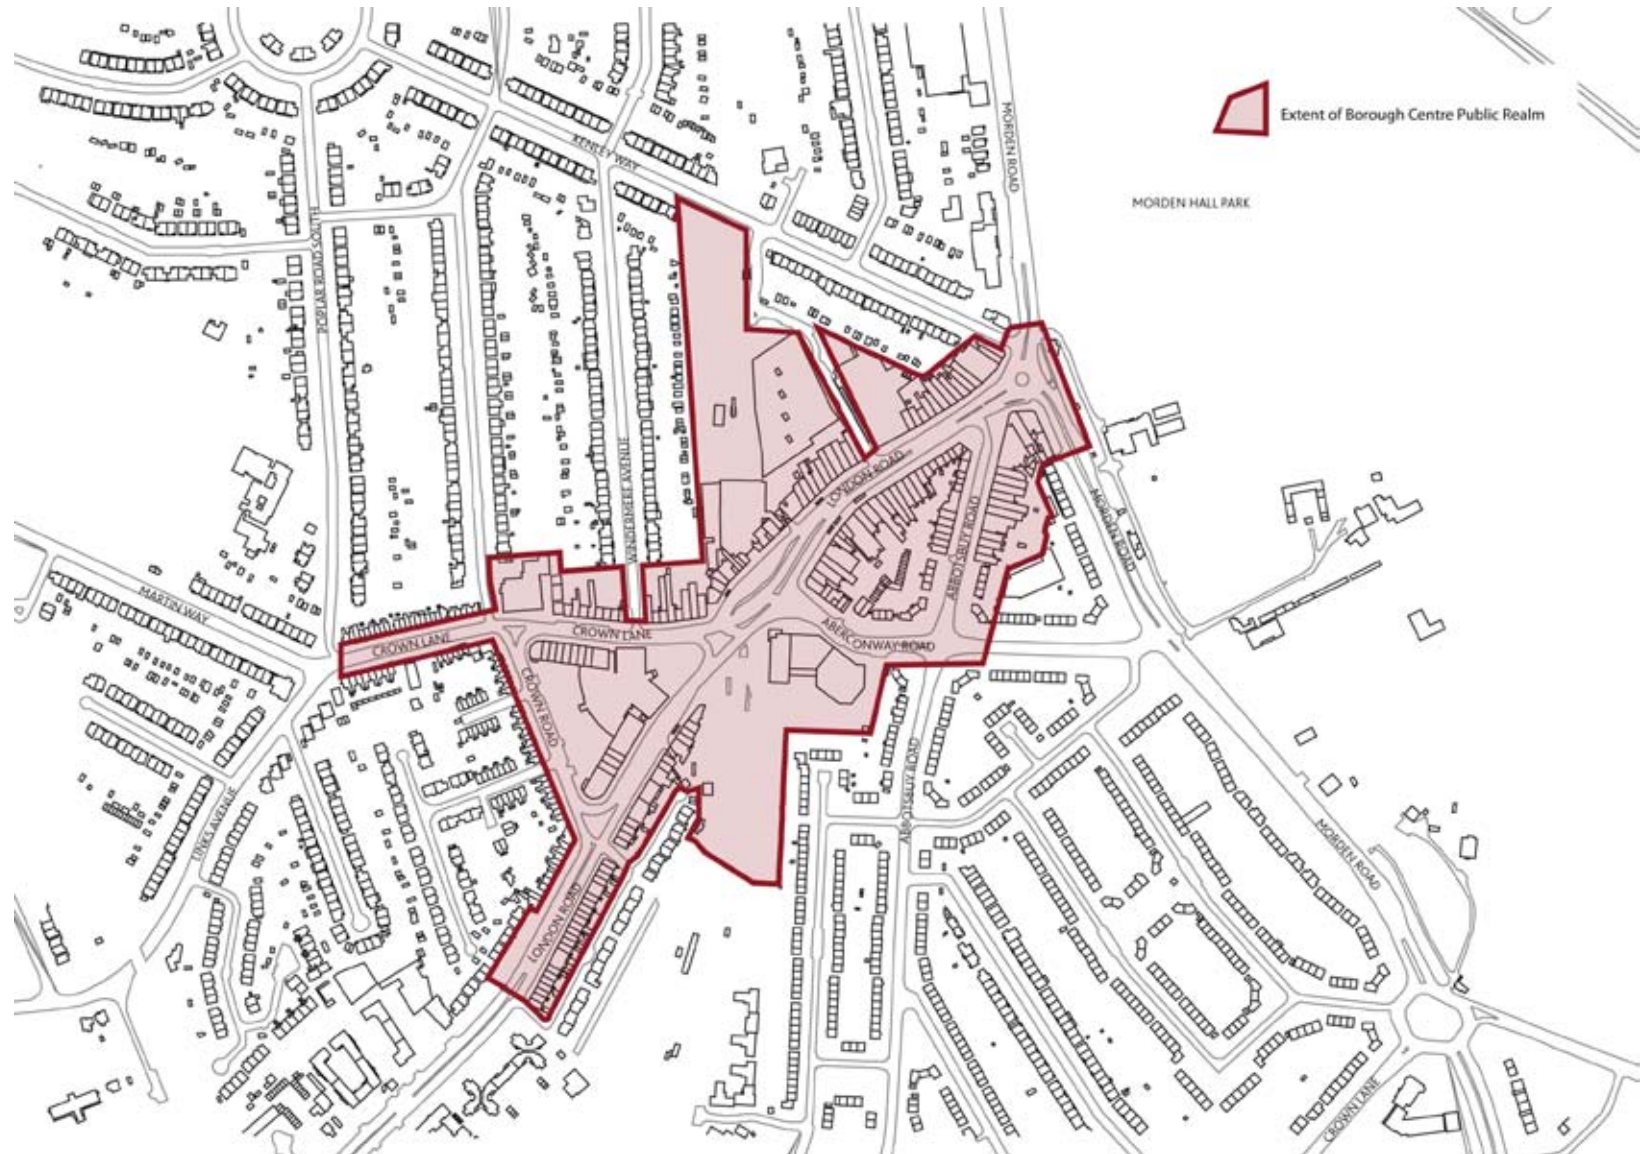 MORDEN ROAD
Extent of Borough Centre Public Realm
KENLEY WAY
MORDEN HALL PARK
POPLAR ROAD SOUTH
WINDERMERE AVENUE
LONDON ROAD
ABBOTSBUY ROAD
MORDEN ROAD
MARTIN WAY
CROWN LANE
CROWN LANE
ABERCONWAY ROAD
CROWN ROAD
ABBOTSBUY ROAD
LINKS AVENUE
MORDEN ROAD
LONDON ROAD
CROWN LANE